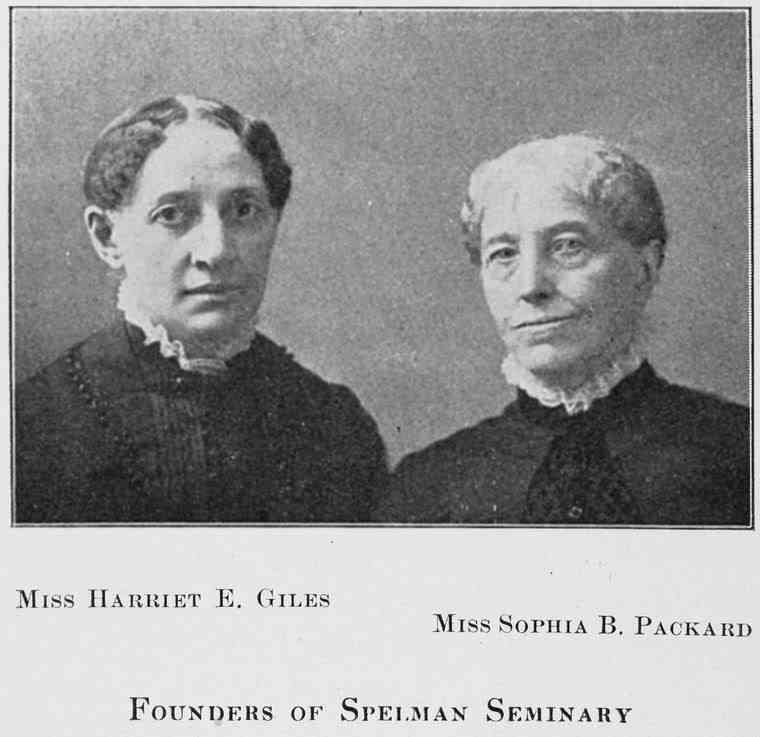 Miss Harriet E. Giles
Miss Sophia B. Packard
Founders of Spelman Seminary